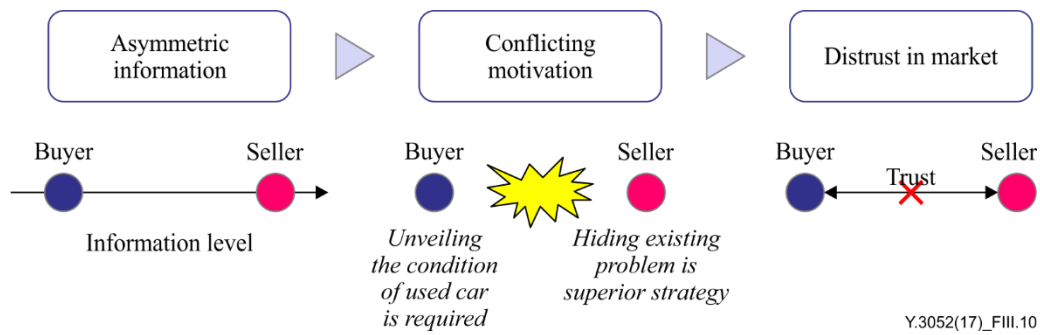 Asymmetric
information
Conflicting
motivation
Distrust in market
Buyer
Seller
Information level
Buyer
Seller
Unveiling
the condition
of used car
is required
Hiding existing
problem is
superior strategy
Buyer
Seller
Trust
Y.3052(17)_FIII.10